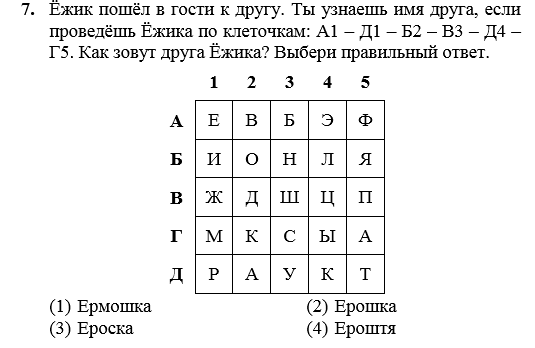 7. Ёжик пошёл в гости к другу. Ты узнаешь имя друга, если
проведёшь Ёжика по клеточкам: А1 – Д1 – Б2 – В3 – Д4 –
Г5. Как зовут друга Ёжика? Выбери правильный ответ.
1 2 3 4 5
А Е В Б Э Ф
Б И О Н Л Я
В Ж Д Ш Ц П
Г М К С Ы А
Д Р А У К Т
(1) Ермошка (2) Ерошка
(3) Ероска (4) Ероштя